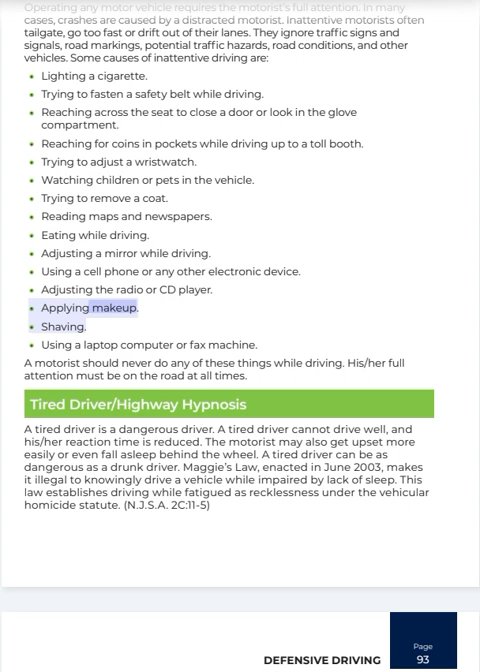 Operating any motor vehicle requires the motorist's full attention. In many
cases, crashes are caused by a distracted motorist. Inattentive motorists often
tailgate, go too fast or drift out of their lanes. They ignore traffic signs and
signals, road markings, potential traffic hazards, road conditions, and other
vehicles. Some causes of inattentive driving are:
• Lighting a cigarette.
• Trying to fasten a safety belt while driving.
• Reaching across the seat to close a door or look in the glove
compartment.
• Reaching for coins in pockets while driving up to a toll booth.
• Trying to adjust a wristwatch.
• Watching children or pets in the vehicle.
• Trying to remove a coat.
• Reading maps and newspapers.
• Eating while driving.
• Adjusting a mirror while driving.
• Using a cell phone or any other electronic device.
• Adjusting the radio or CD player.
• Applying makeup.
• Shaving.
• Using a laptop computer or fax machine.
A motorist should never do any of these things while driving. His/her full
attention must be on the road at all times.
Tired Driver/Highway Hypnosis
A tired driver is a dangerous driver. A tired driver cannot drive well, and
his/her reaction time is reduced. The motorist may also get upset more
easily or even fall asleep behind the wheel. A tired driver can be as
dangerous as a drunk driver. Maggie's Law, enacted in June 2003, makes
it illegal to knowingly drive a vehicle while impaired by lack of sleep. This
law establishes driving while fatigued as recklessness under the vehicular
homicide statute. (N.J.S.A. 2C:11-5)
DEFENSIVE DRIVING
Page
93